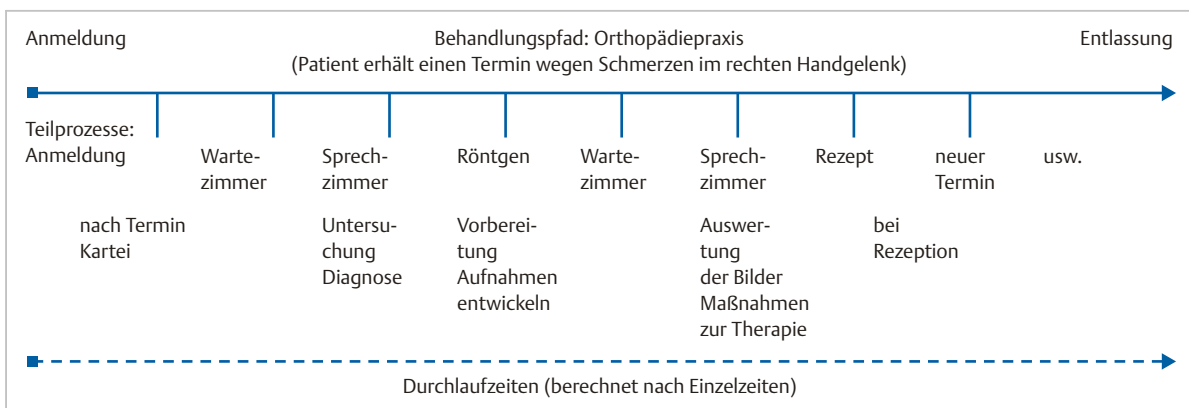 Anmeldung Behandlungspfad: Orthopädiepraxis Entlassung
(Patient erhält einen Termin wegen Schmerzen im rechten Handgelenk)
Teilprozesse:
Anmeldung
Warte-
zimmer
Sprech-
zimmer
Röntgen
Warte-
zimmer
Sprech-
zimmer
Rezept
neuer
Termin
usw.
nach Termin
Kartei
Untersu-
chung
Diagnose
Vorberei-
tung
Aufnahmen
entwickeln
Auswer-
tung
der Bilder
Maßnahmen
zur Therapie
bei
Rezeption
Durchlaufzeiten (berechnet nach Einzelzeiten)